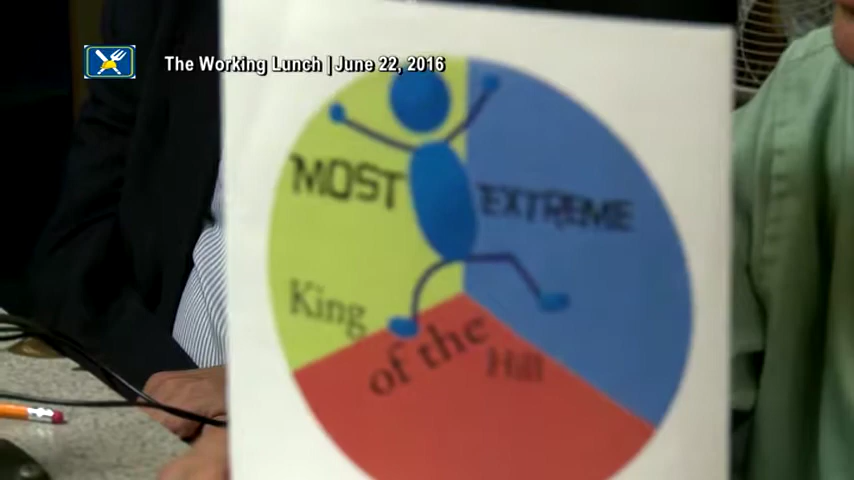 The Working Lunch | June 22, 2016
MOST EXTREME
King
of the
Hill